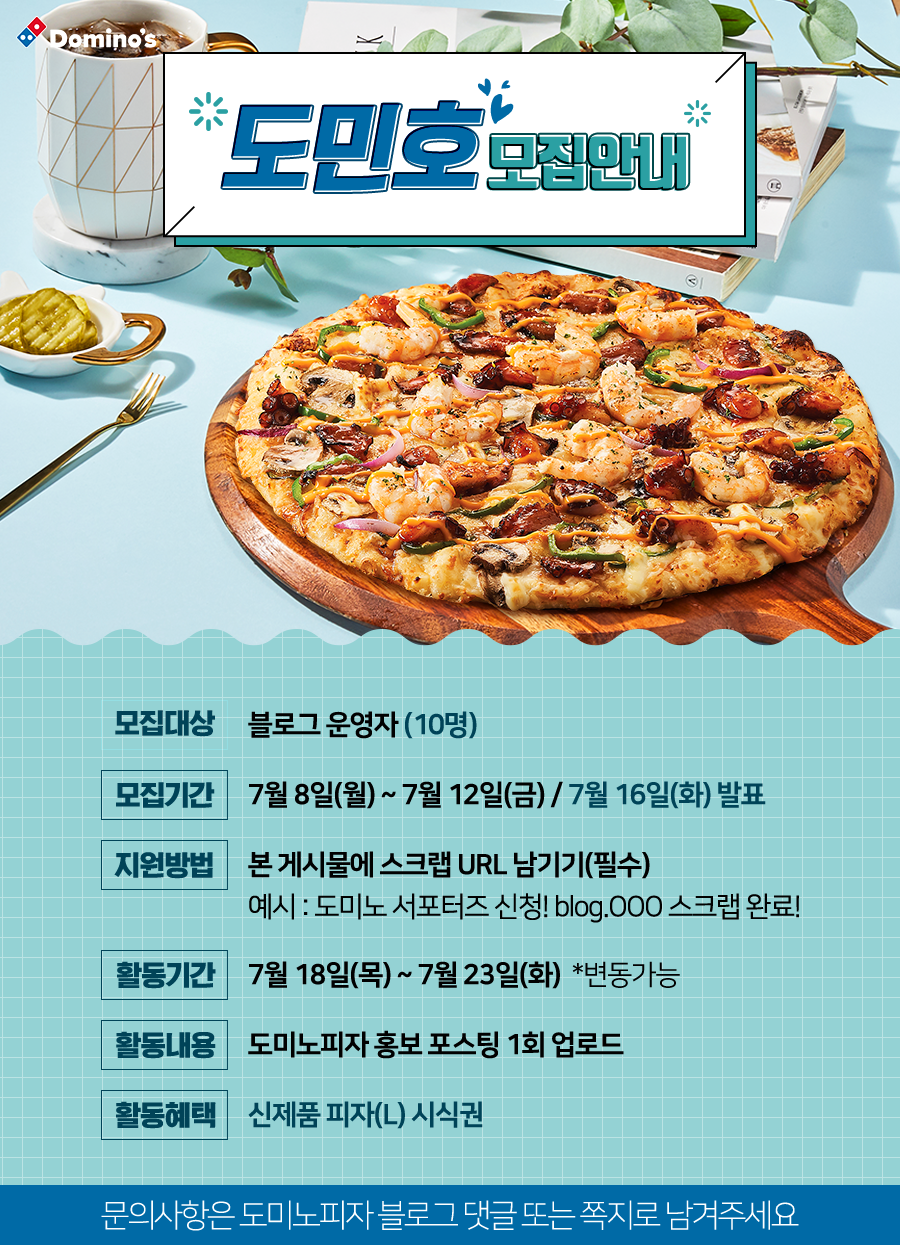 Domino's
K
도민호 모집안내
모집대상 블로그 운영자 (10명)
모집기간 7월 8일(월) ~ 7월 12일(금) / 7월 16일(화) 발표
지원방법 본 게시물에 스크랩 URL 남기기(필수)
예시 : 도미노 서포터즈 신청! blog.OOO 스크랩 완료!
활동기간 7월 18일(목) ~ 7월 23일(화) *변동가능
활동내용 도미노피자 홍보 포스팅 1회 업로드
활동혜택 신제품 피자(L) 시식권
문의사항은 도미노피자 블로그 댓글 또는 쪽지로 남겨주세요